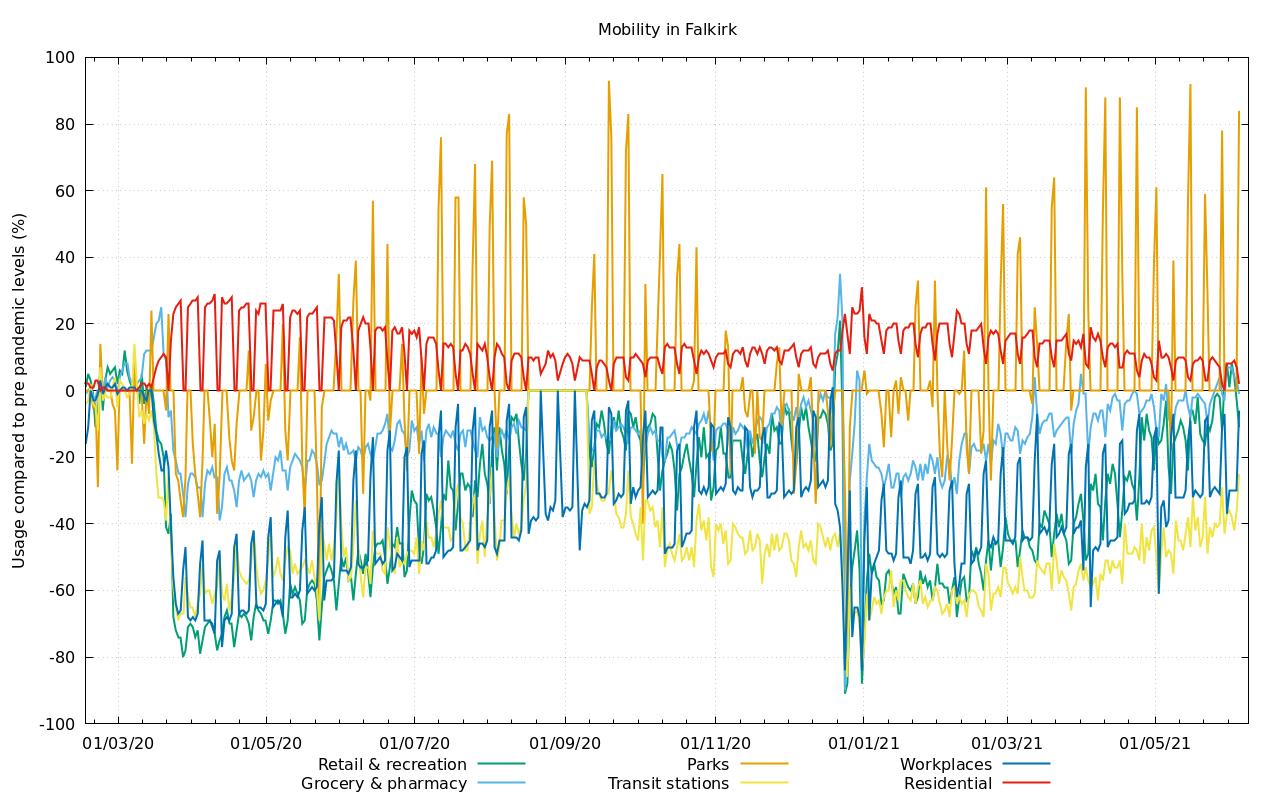 Mobility in Falkirk
Usage compared to pre pandemic levels (%)
100
80
60
40
20
0
-20
-40
-60
-80
-100
01/03/20 01/05/20 01/07/20 01/09/20 01/11/20 01/01/21 01/03/21 01/05/21
Retail & recreation Parks Workplaces
Grocery & pharmacy Transit stations Residential